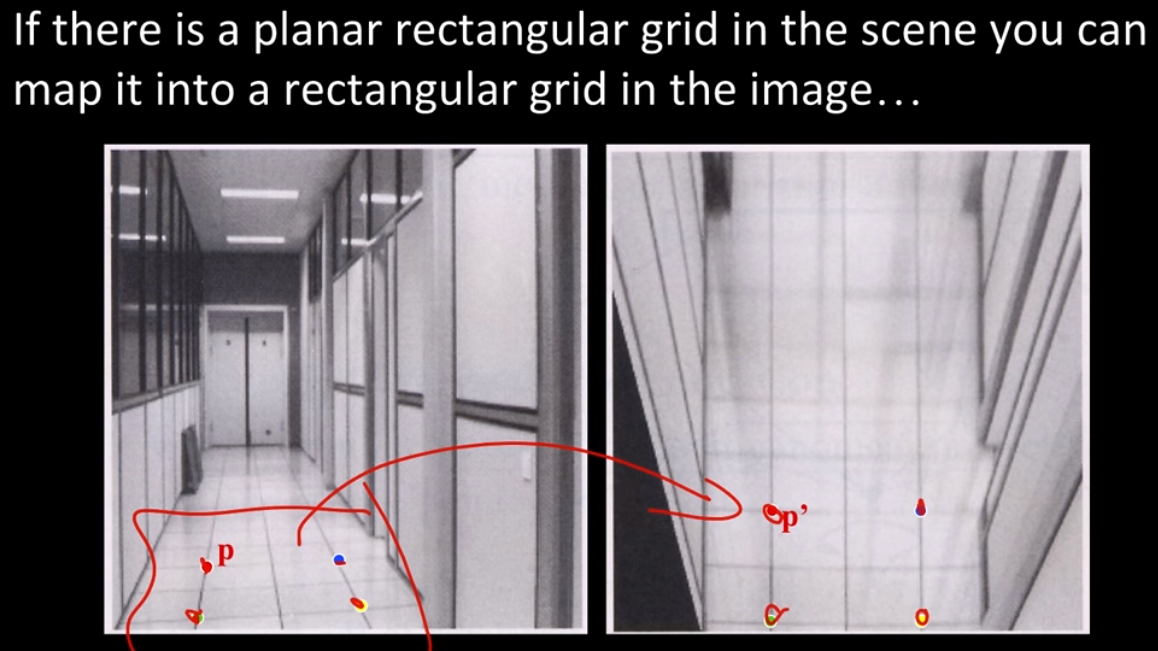 If there is a planar rectangular grid in the scene you can
map it into a rectangular grid in the image…
p
p’